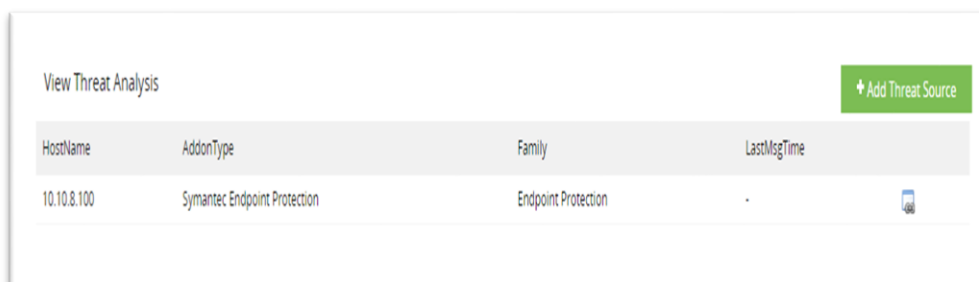 View Threat Analysis
+ Add Threat Source
HostName AddonType Family LastMsgTime
10.10.8.100 Symantec Endpoint Protection Endpoint Protection -